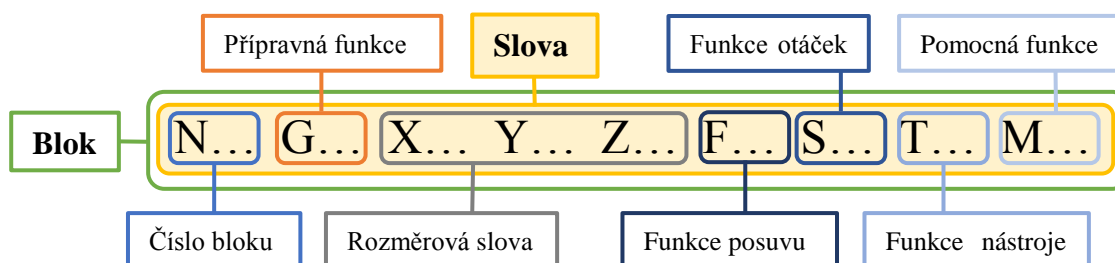 Přípravná funkce
Slova
Funkce otáček
Pomocná funkce
Blok
N… G… X… Y… Z… F… S… T… M…
Číslo bloku
Rozměrová slova
Funkce posuvu
Funkce nástroje